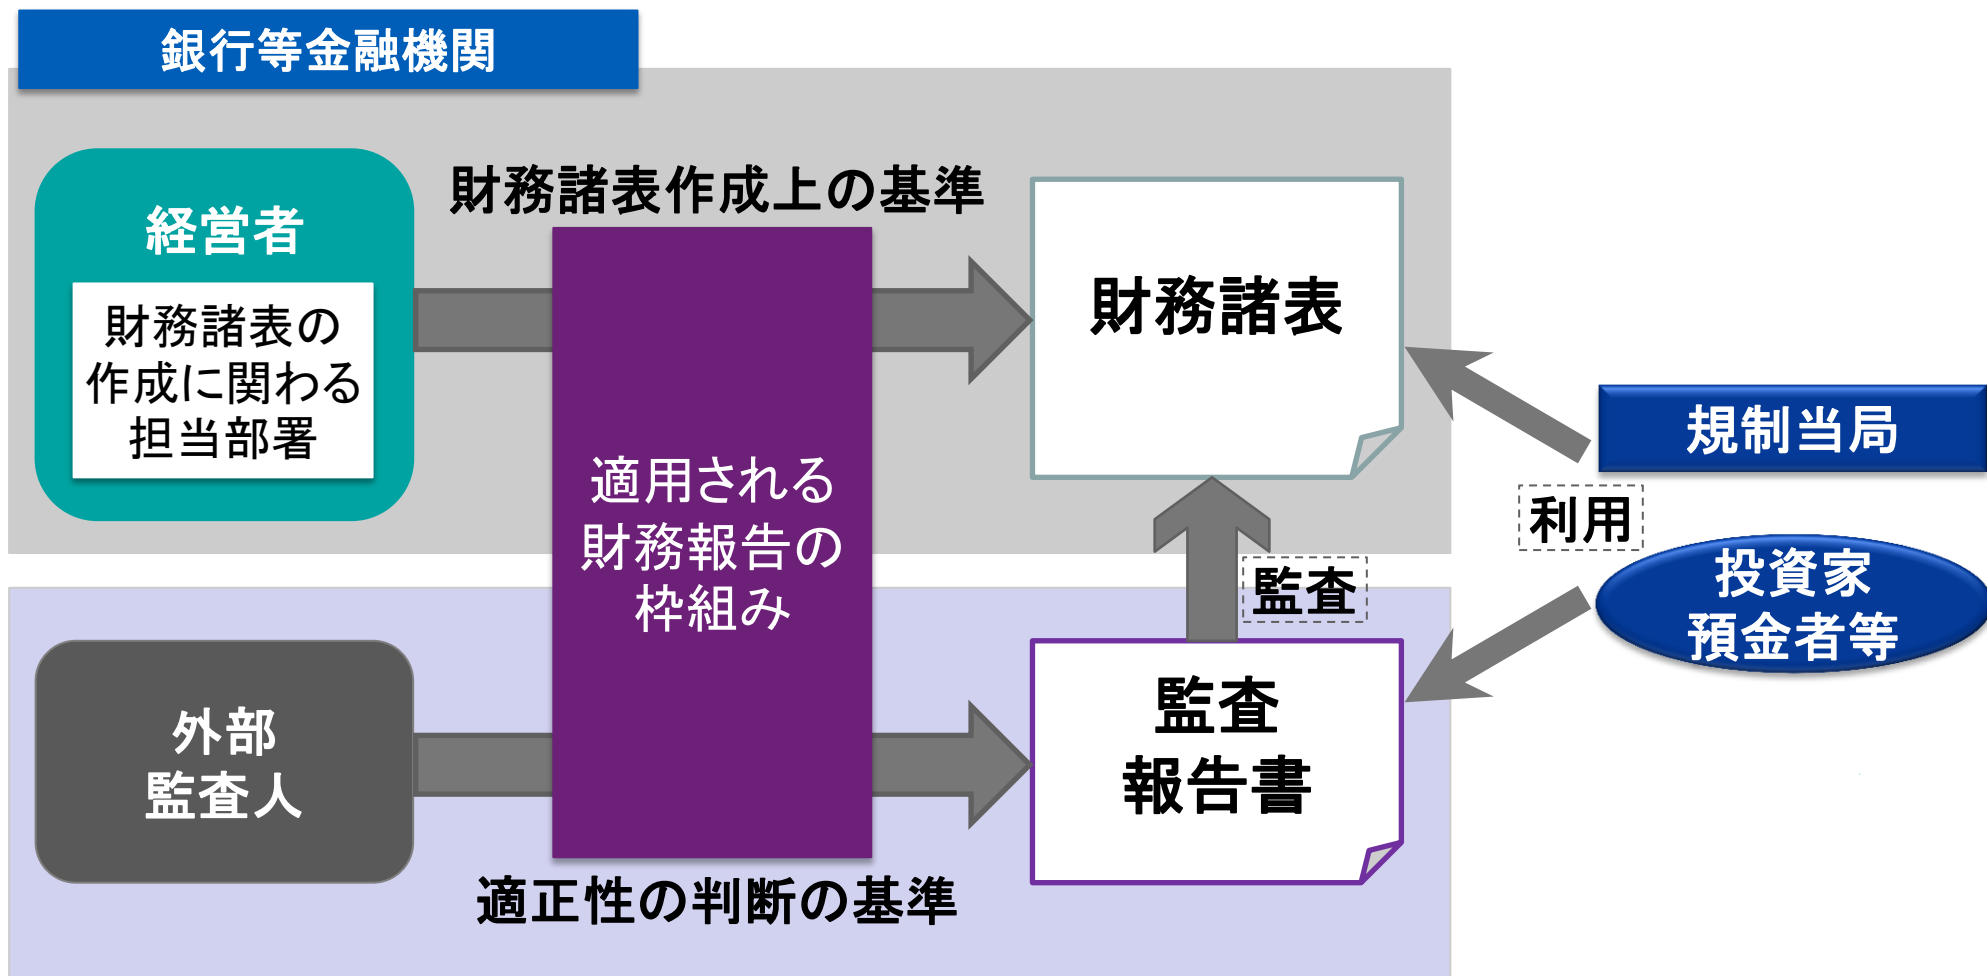 銀行等金融機関
財務諸表作成上の基準
経営者
財務諸表の
作成に関わる
担当部署
適用される
財務報告の
枠組み
財務諸表
規制当局
利用
投資家
預金者等
監査
外部
監査人
監査
報告書
適正性の判断の基準